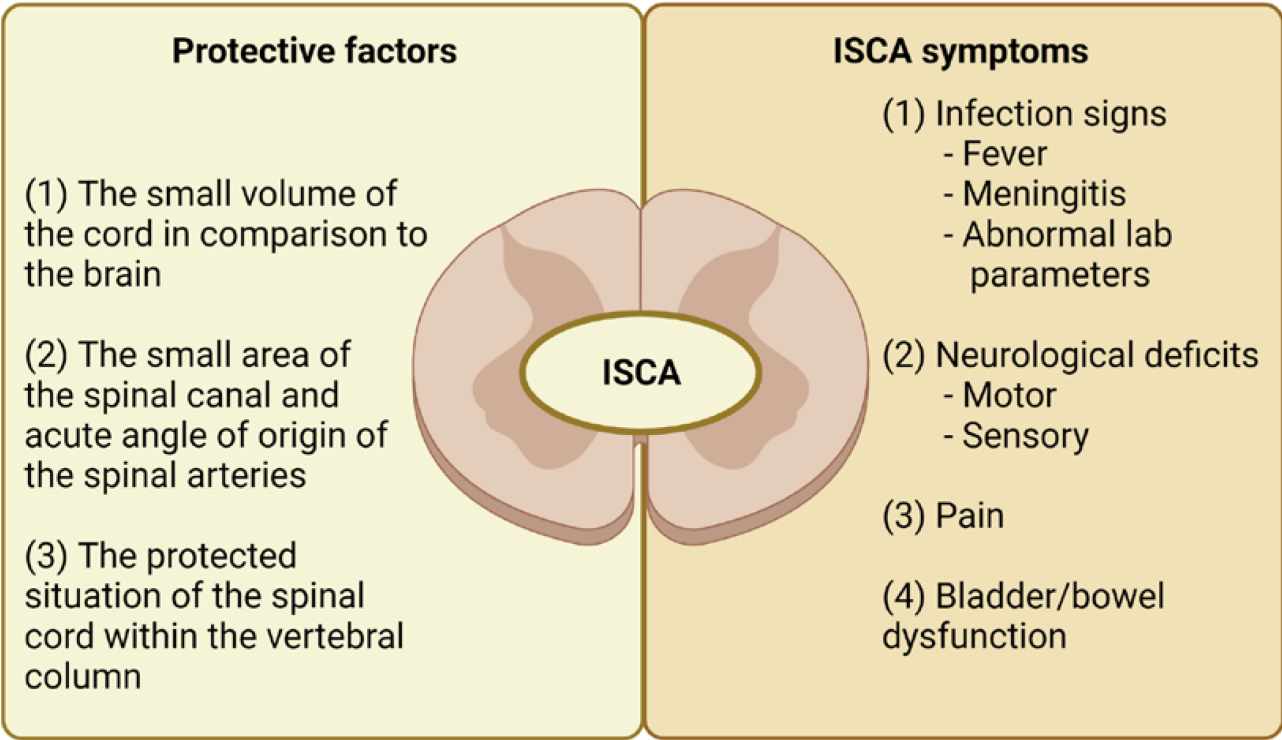 Protective factors
(1) The small volume of
the cord in comparison to
the brain
(2) The small area of
the spinal canal and
acute angle of origin of
the spinal arteries
(3) The protected
situation of the spinal
cord within the vertebral
column
ISCA
ISCA symptoms
(1) Infection signs
- Fever
- Meningitis
- Abnormal lab
parameters
(2) Neurological deficits
- Motor
- Sensory
(3) Pain
(4) Bladder/bowel
dysfunction